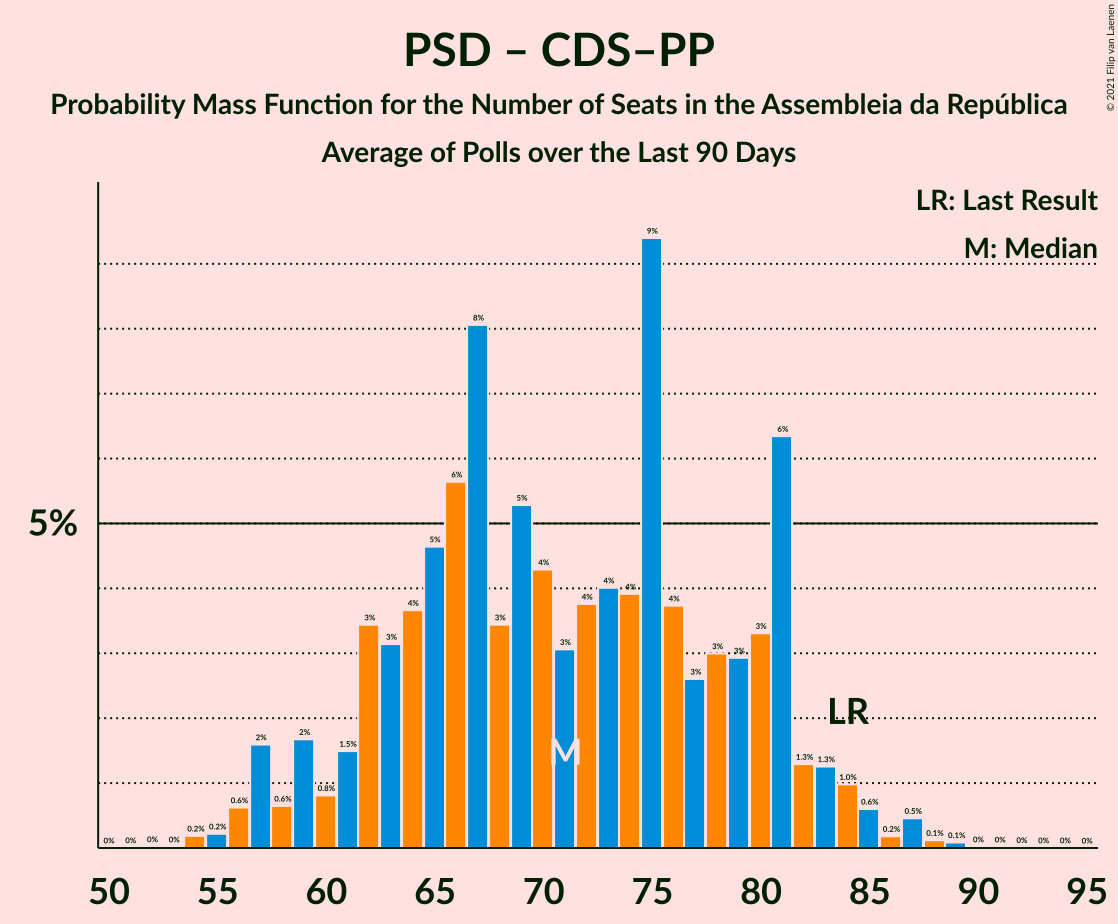 © 2021 Filip van Laenen
PSD – CDS–PP
Probability Mass Function for the Number of Seats in the Assembleia da República
Average of Polls over the Last 90 Days
LR: Last Result
M: Median
5%
0% 0% 0% 0% 0.2% 0.2% 0.6% 2% 0.6% 2% 0.8% 1.5% 3% 3% 4% 5% 6% 8% 3% 5% 4% 3% 4% 4% 4% 9% 4% 3% 3% 3% 3% 6% 1.3% 1.3% 1.0% 0.6% 0.2% 0.5% 0.1% 0.1% 0% 0% 0% 0% 0% 0%
LR
M
50 55 60 65 70 75 80 85 90 95